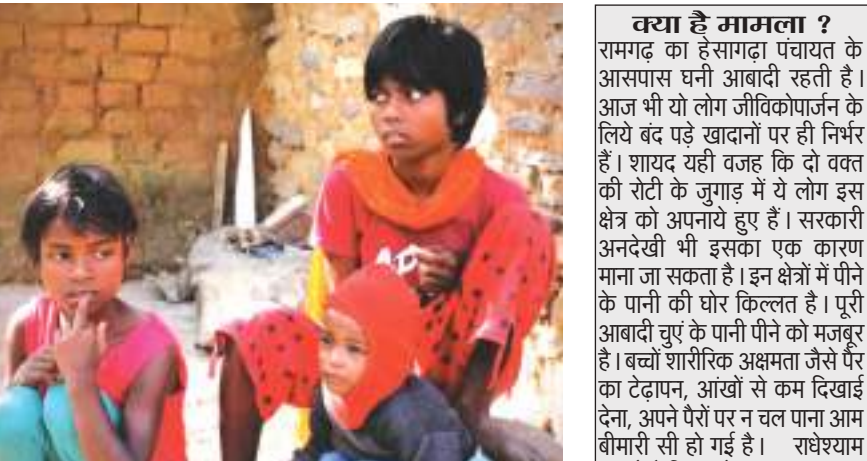 क्या है मामला ?
रामगढ़ का हेसागढ़ा पंचायत के
आसपास घनी आबादी रहती है।
आज भी यो लोग जीविकोपार्जन के
लिये बंद पड़े खादानों पर ही निर्भर
हैं। शायद यही वजह कि दो वक्त
की रोटी के जुगाड़ में ये लोग इस
क्षेत्र को अपनाये हुए हैं। सरकारी
अनदेखी भी इसका एक कारण
माना जा सकता है। इन क्षेत्रों में पीने
के पानी की घोर किल्लत है। पूरी
आबादी चुएं के पानी पीने को मजबूर
है। बच्चों शारीरिक अक्षमता जैसे पैर
का टेढ़ापन, आंखों से कम दिखाई
देना, अपने पैरों पर न चल पाना आम
बीमारी सी हो गई है। राधेश्याम